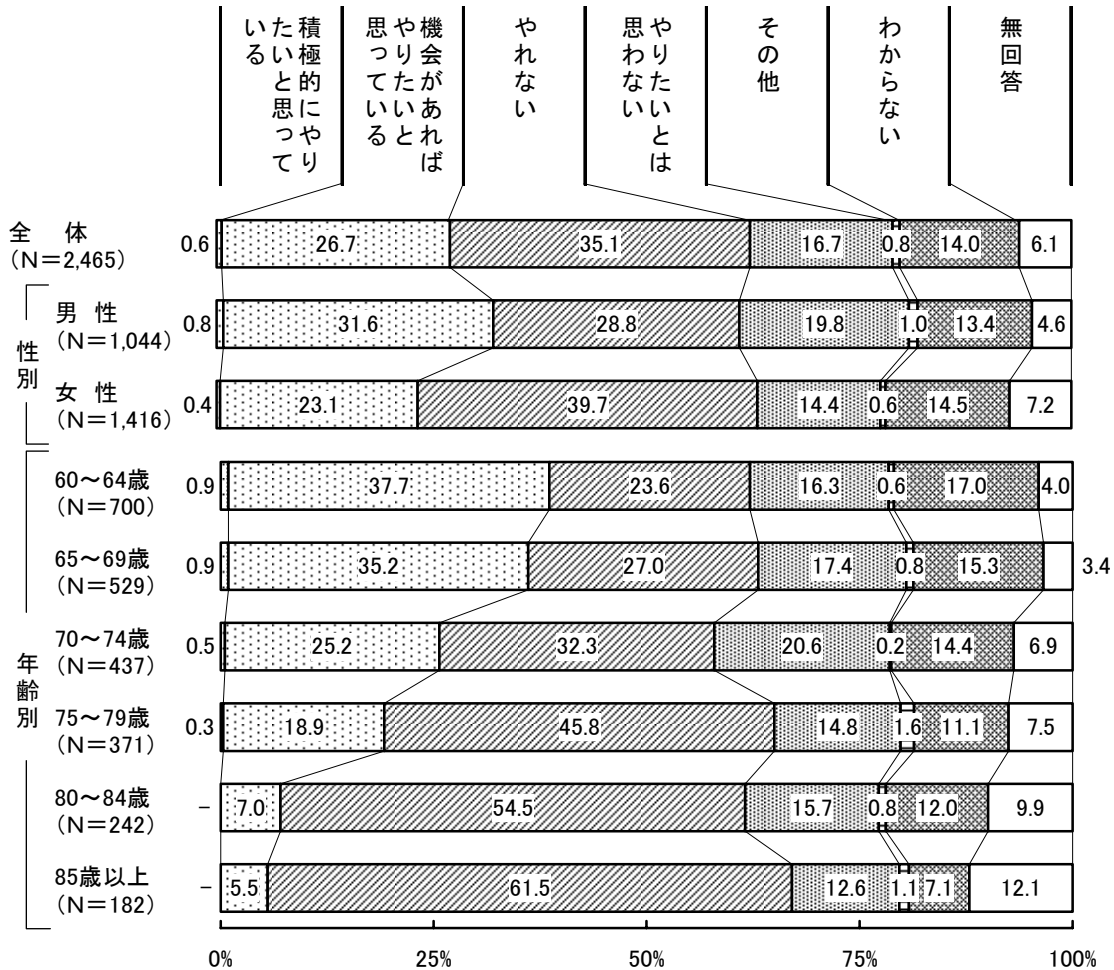 積極的にやり
たいと思って
いる
機会があれば
やりたいと
思っている
やれない
やりたいとは
思わない
その他
わからない
無回答
全 体
(N=2,465)
0.6 26.7 35.1 16.7 0.8 14.0 6.1
性別
男 性
(N=1,044)
0.8 31.6 28.8 19.8 1.0 13.4 4.6
女 性
(N=1,416)
0.4 23.1 39.7 14.4 0.6 14.5 7.2
年齢別
60～64歳
(N=700)
0.9 37.7 23.6 16.3 0.6 17.0 4.0
65～69歳
(N=529)
0.9 35.2 27.0 17.4 0.8 15.3 3.4
70～74歳
(N=437)
0.5 25.2 32.3 20.6 0.2 14.4 6.9
75～79歳
(N=371)
0.3 18.9 45.8 14.8 1.6 11.1 7.5
80～84歳
(N=242)
－ 7.0 54.5 15.7 0.8 12.0 9.9
85歳以上
(N=182)
－ 5.5 61.5 12.6 1.1 7.1 12.1
0% 25% 50% 75% 100%